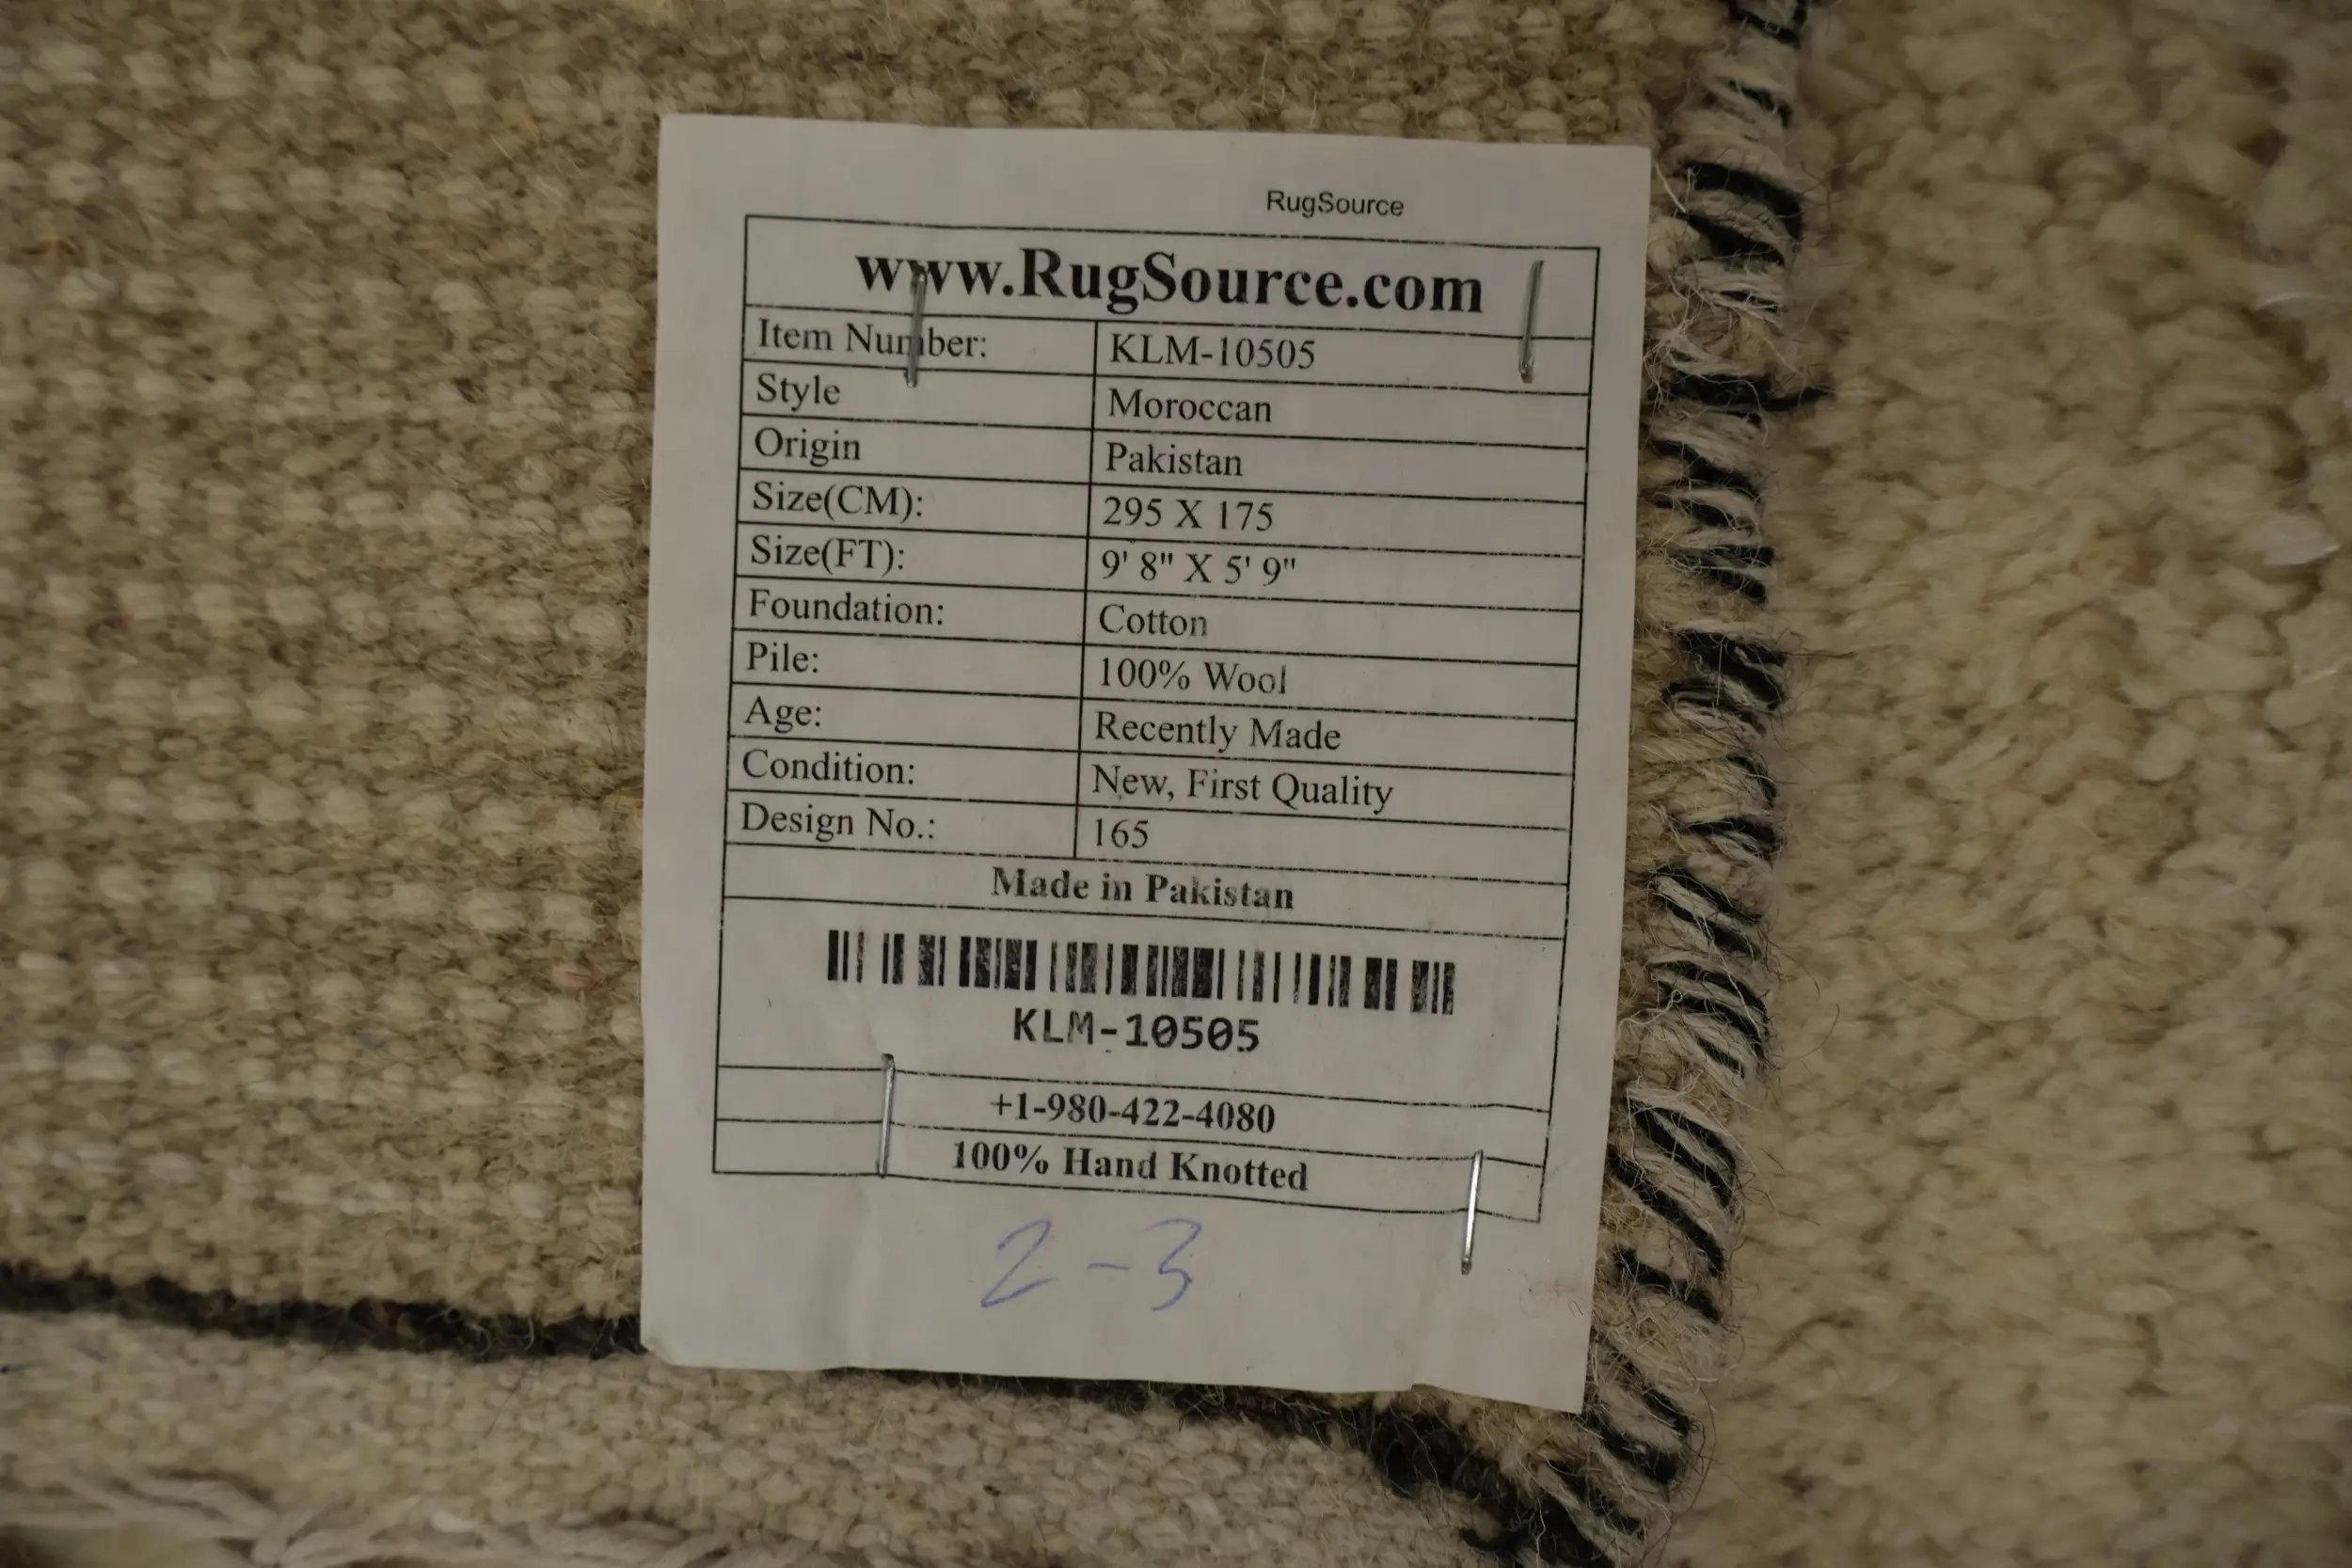 RugSource
www.RugSource.com
Item Number: KLM-10505
Style Moroccan
Origin Pakistan
Size(CM): 295 X 175
Size(FT): 9' 8" X 5' 9"
Foundation: Cotton
Pile: 100% Wool
Age: Recently Made
Condition: New, First Quality
Design No.: 165
Made in Pakistan
KLM-10505
+1-980-422-4080
100% Hand Knotted
2-3